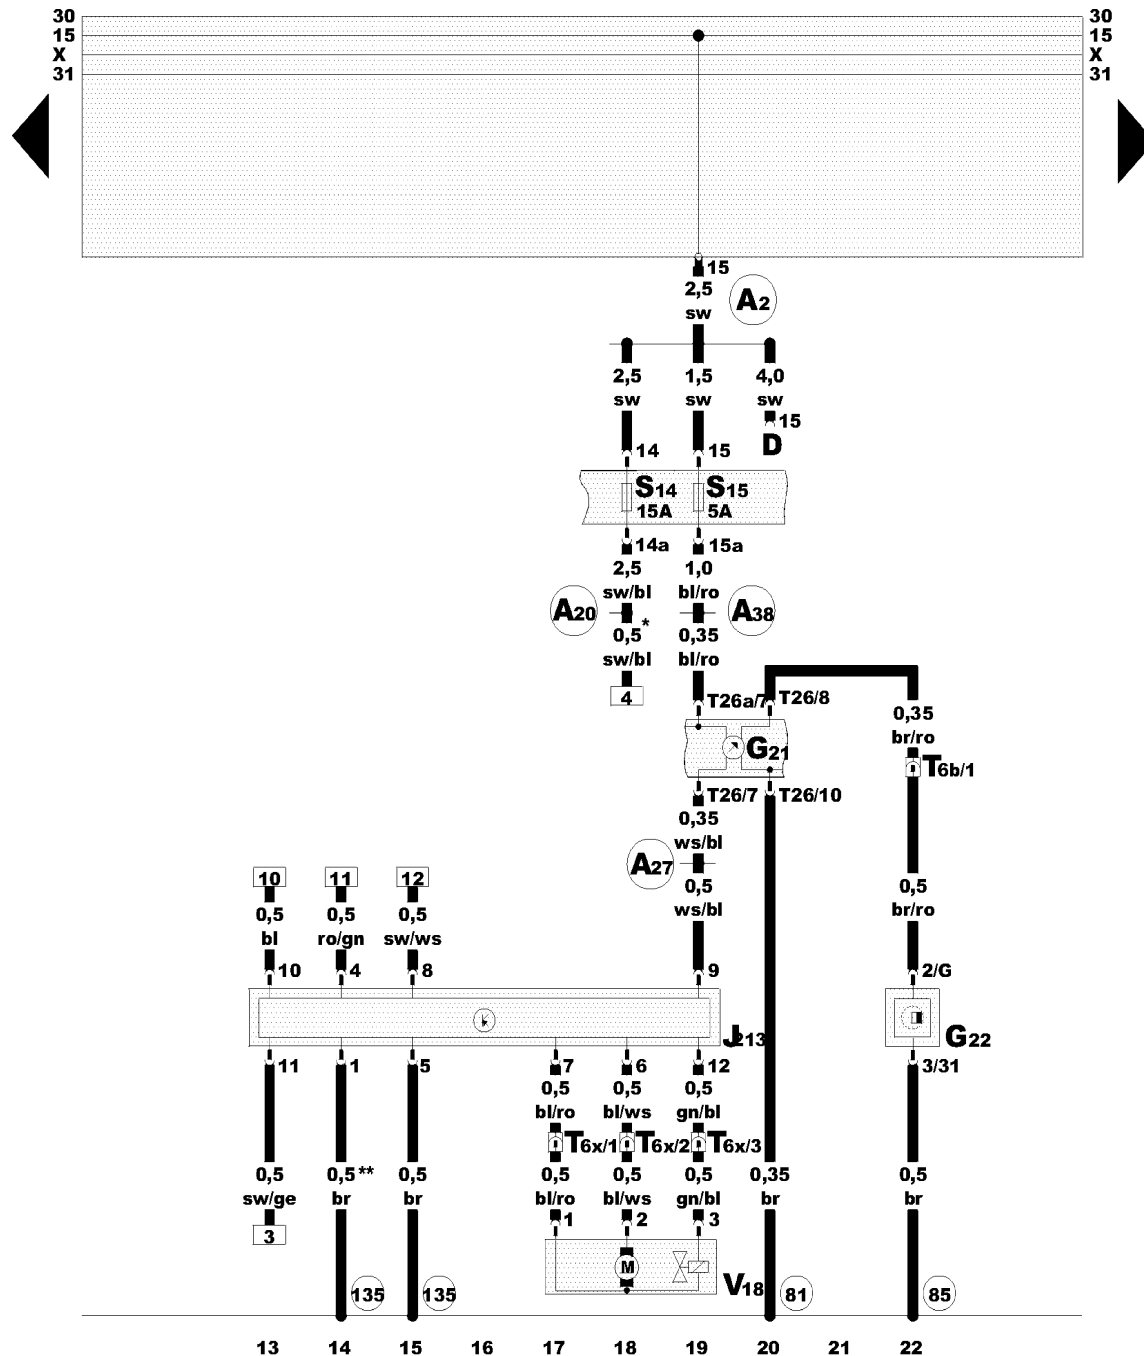 30 30
15 15
X X
31 31
15
2,5 A2
sw
2,5 1,5 4,0
sw sw sw
15
D
14 15
S14 S15
15A 5A
14a 15a
2,5 1,0
sw/bl bl/ro
A20 A38
*
0,5 0,35
sw/bl bl/ro
4 T26a/7 T26/8
0,35
br/ro
G21
T6b/1
T26/7 T26/10
0,35
ws/bl
A27
10 11 12 0,5 0,5
ws/bl br/ro
0,5 0,5 0,5
bl ro/gn sw/ws
10 4 8 9 2/G
J213 G22
11 1 5 7 6 12 3/31
0,5 0,5 0,5
bl/ro bl/ws gn/bl
T6x/1 T6x/2 T6x/3
0,5 0,5** 0,5 0,5 0,5 0,5 0,35 0,5
sw/ge br br bl/ro bl/ws gn/bl br br
3 1 2 3
M
V18
135 135 81 85
13 14 15 16 17 18 19 20 21 22